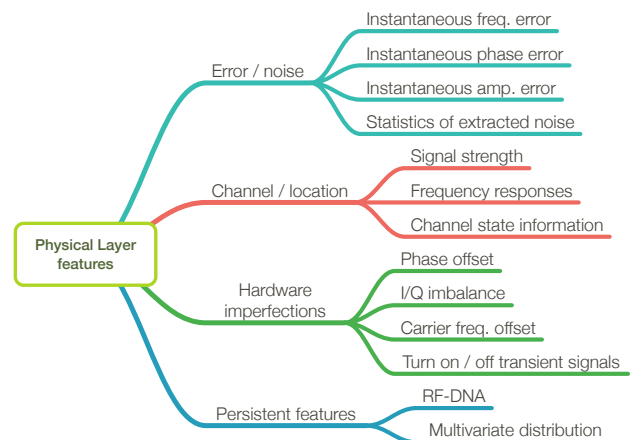 Instantaneous freq. error
Instantaneous phase error
Error / noise
Instantaneous amp. error
Statistics of extracted noise
Signal strength
Channel / location
Frequency responses
Channel state information
Physical Layer
features
Phase offset
Hardware
imperfections
I/Q imbalance
Carrier freq. offset
Turn on / off transient signals
RF-DNA
Persistent features
Multivariate distribution